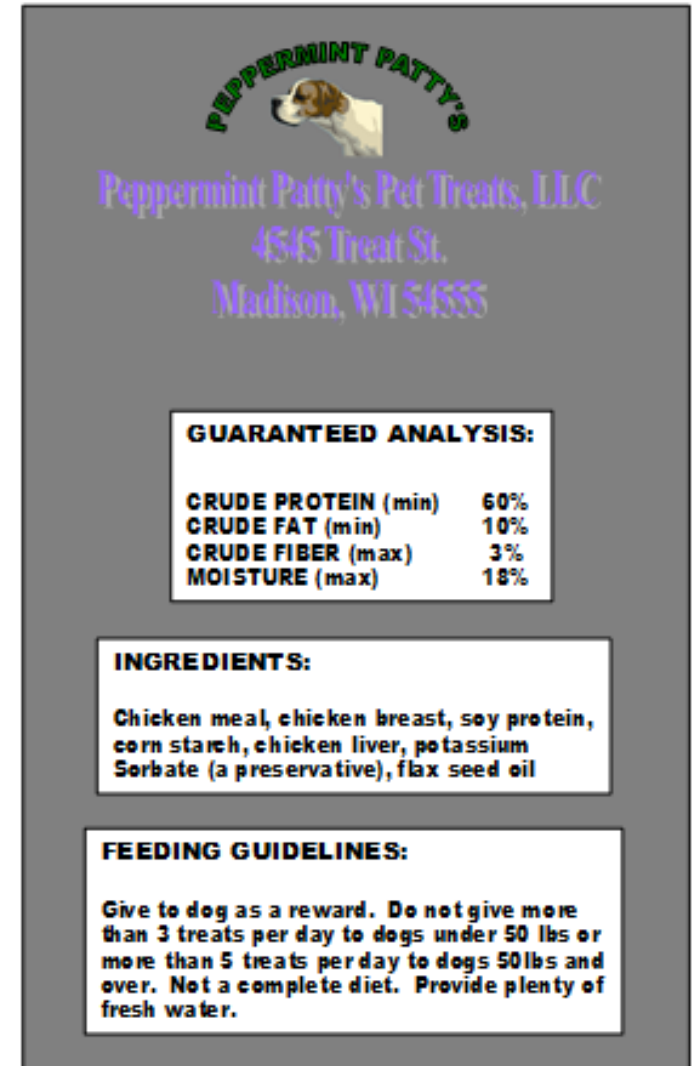 PEPPERMINT PATTY'S
Peppermint Patty's Pet Treats, LLC
4545 Treat St.
Madison, WI 54555
GUARANTEED ANALYSIS:
CRUDE PROTEIN (min) 60%
CRUDE FAT (min) 10%
CRUDE FIBER (max) 3%
MOISTURE (max) 18%
INGREDIENTS:
Chicken meal, chicken breast, soy protein,
corn starch, chicken liver, potassium
Sorbate (a preservative), flax seed oil
FEEDING GUIDELINES:
Give to dog as a reward. Do not give more
than 3 treats per day to dogs under 50 lbs or
more than 5 treats per day to dogs 50lbs and
over. Not a complete diet. Provide plenty of
fresh water.